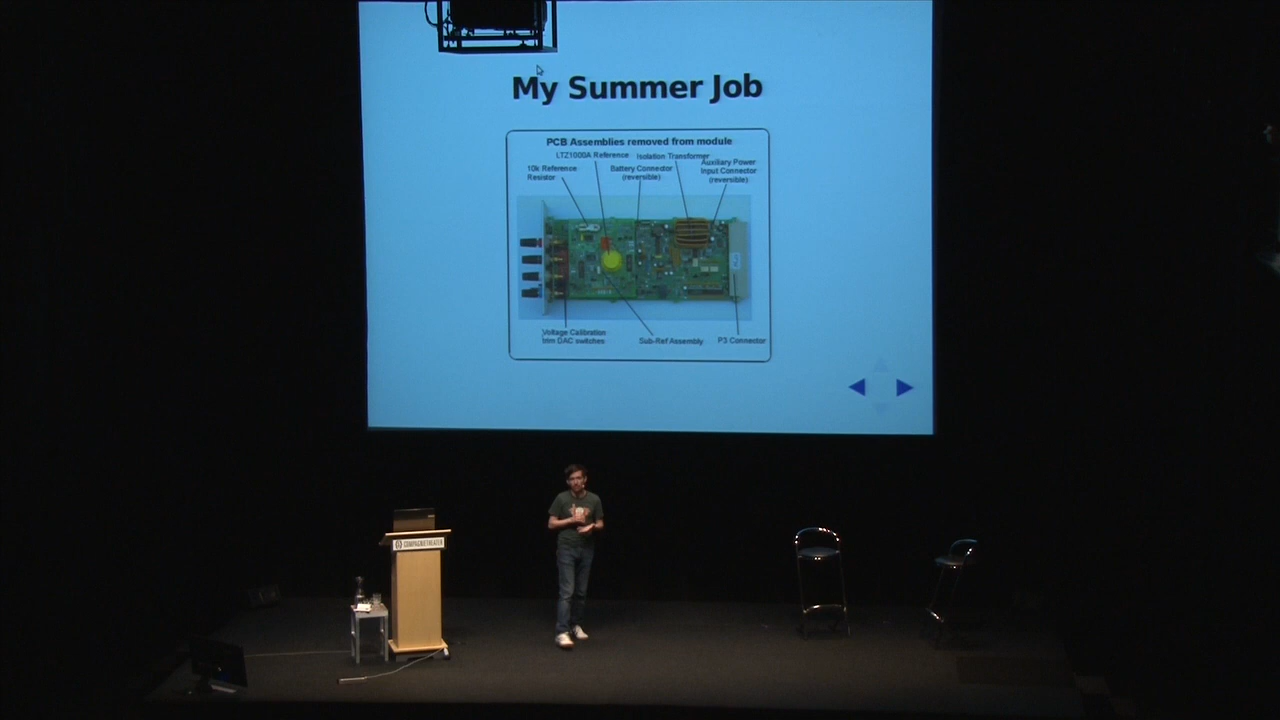 My Summer Job
PCB Assemblies removed from module
LTZ1000A Reference
Isolation Transformer
10k Reference
Resistor
Battery Connector
(reversible)
Auxiliary Power
Input Connector
(reversible)
Voltage Calibration
trim DAC switches
Sub-Ref Assembly
P3 Connector